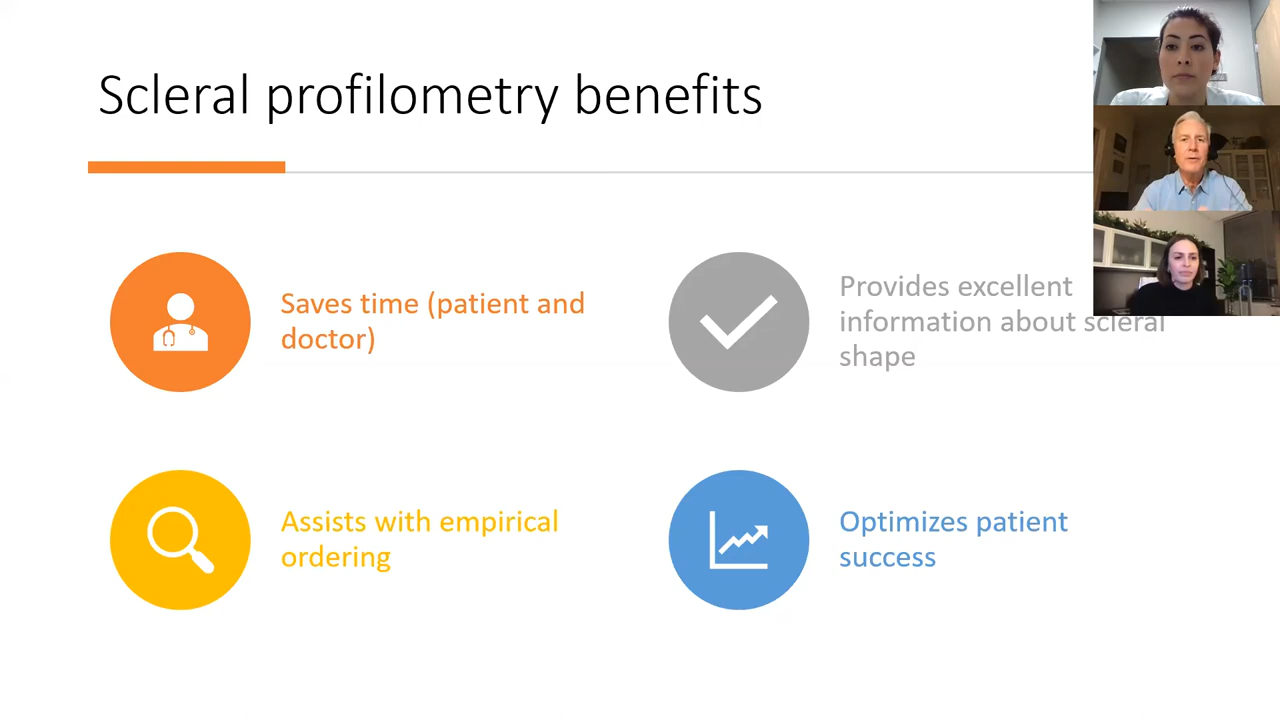 Scleral profilometry benefits
Saves time (patient and
doctor)
Provides excellent
information about scleral
shape
Assists with empirical
ordering
Optimizes patient
success